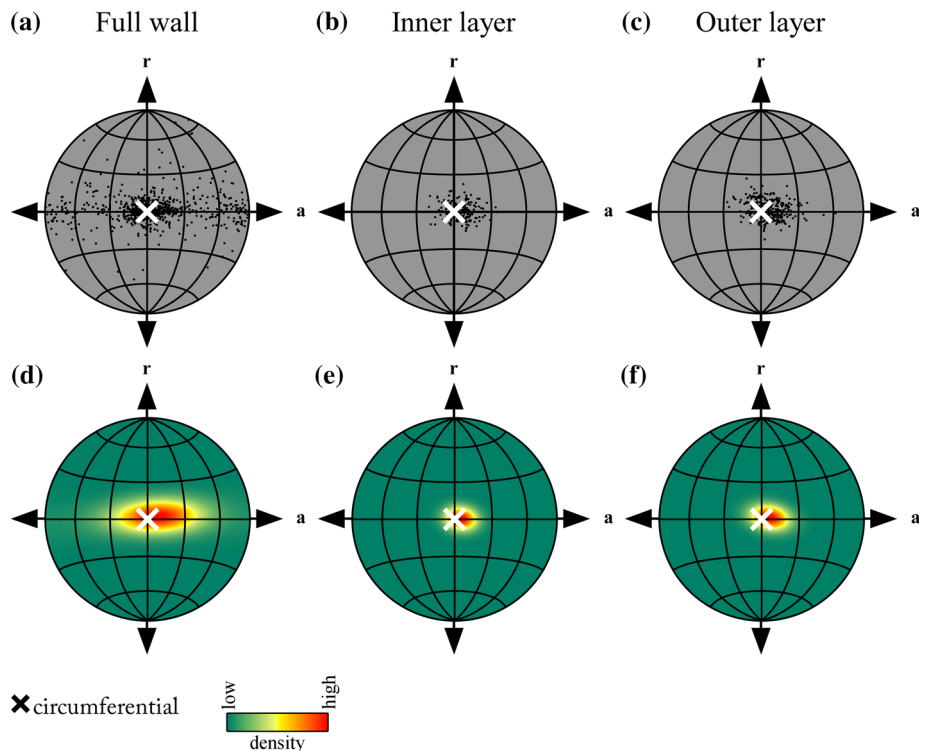 (a) Full wall
(b) Inner layer
(c) Outer layer
r
r
r
a
a
a
(d)
(e)
(f)
r
r
r
a
a
a
circumferential
low
high
density